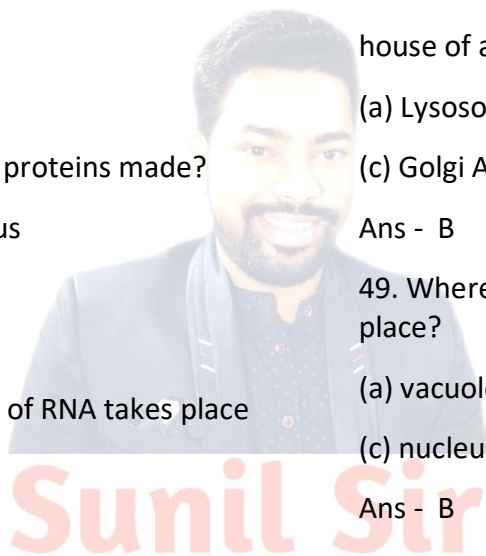 proteins made?
us
of RNA takes place
house of a
(a) Lysoso
(c) Golgi A
Ans - B
49. Where
place?
(a) vacuol
(c) nucleu
Ans - B
Sunil Sir